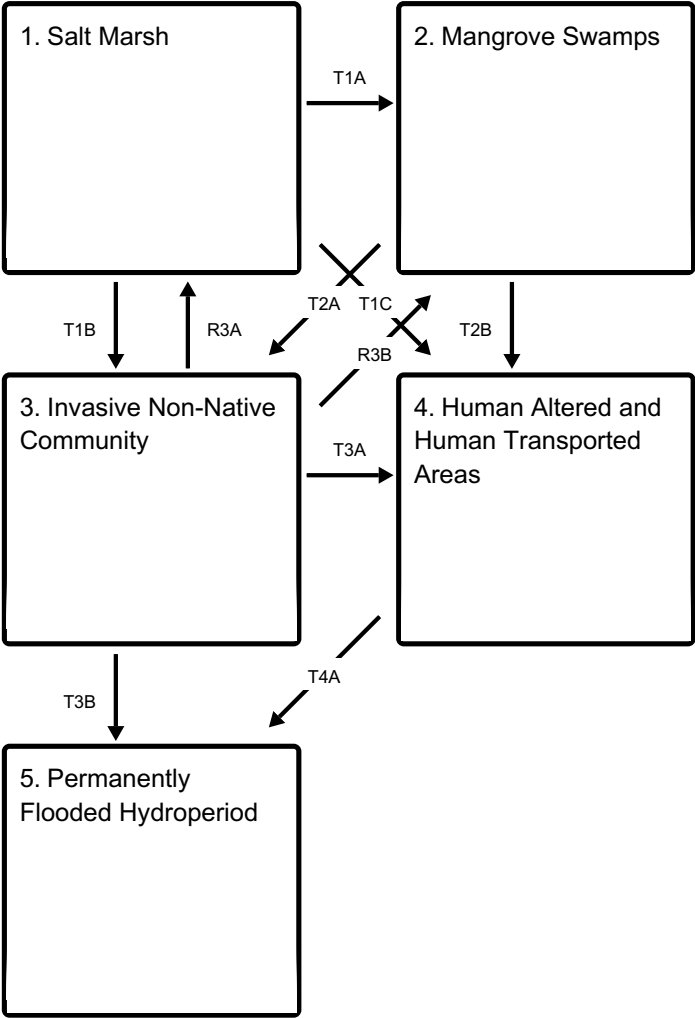 1. Salt Marsh
2. Mangrove Swamps
T1A
T2A
T1C
T1B
R3A
T2B
R3B
3. Invasive Non-Native
Community
4. Human Altered and
Human Transported
Areas
T3A
T4A
T3B
5. Permanently
Flooded Hydroperiod